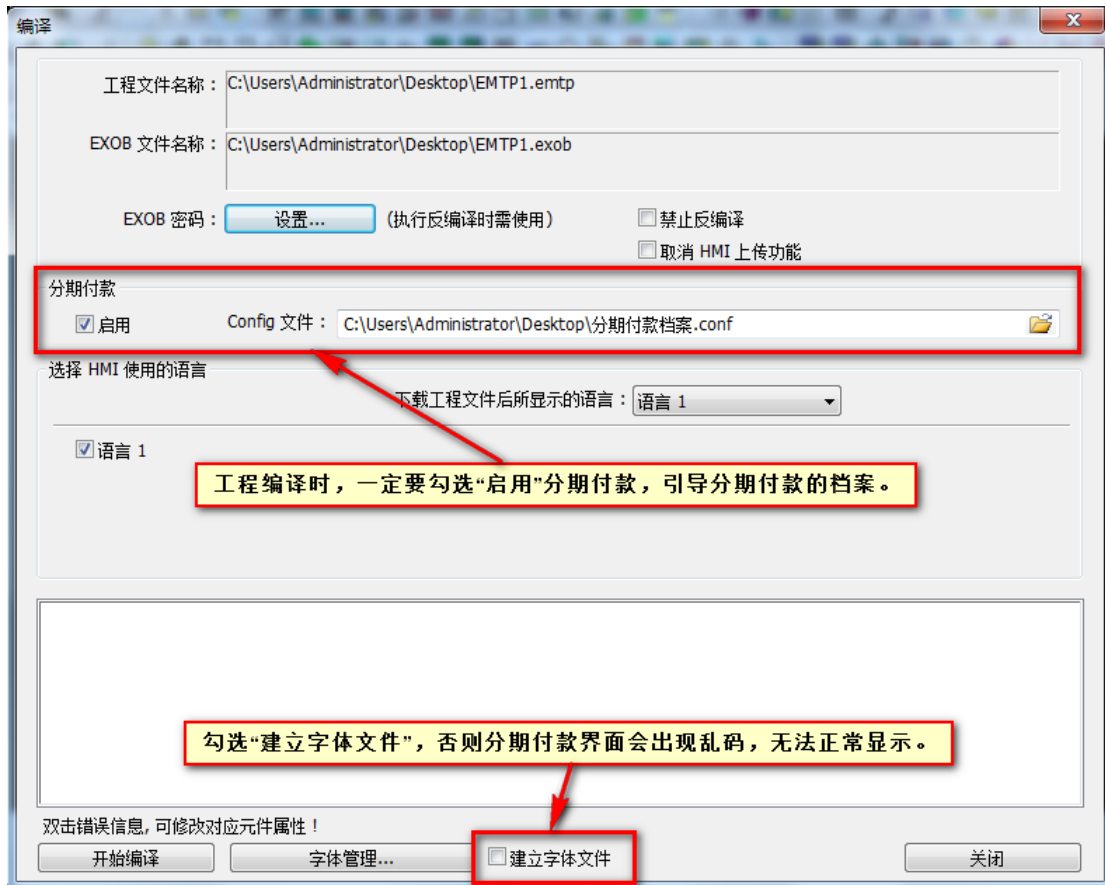 编译
工程文件名称： C:\Users\Administrator\Desktop\EMTP1.emtp
EXOB 文件名称： C:\Users\Administrator\Desktop\EMTP1.exob
EXOB 密码： 设置... (执行反编译时需使用) 禁止反编译
取消 HMI 上传功能
分期付款
启用 Config 文件： C:\Users\Administrator\Desktop\分期付款档案.conf
选择 HMI 使用的语言
下载工程文件后所显示的语言： 语言 1
语言 1
工程编译时，一定要勾选“启用”分期付款，引导分期付款的档案。
勾选“建立字体文件”，否则分期付款界面会出现乱码，无法正常显示。
双击错误信息, 可修改对应元件属性！
开始编译 字体管理... 建立字体文件 关闭